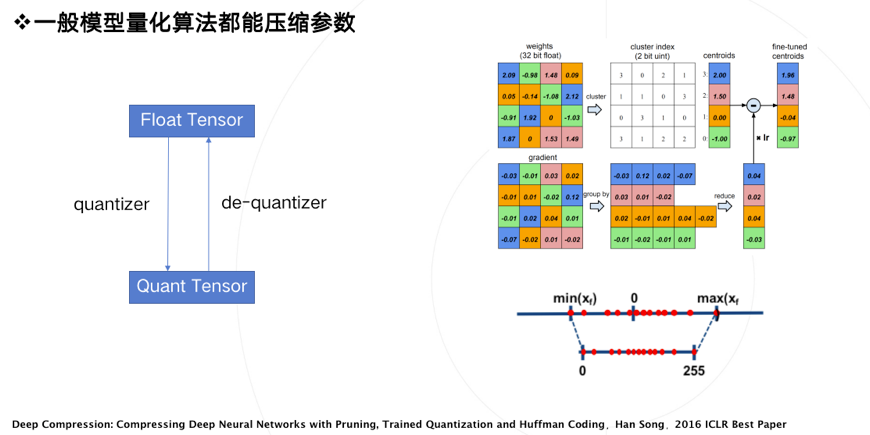 ❖一般模型量化算法都能压缩参数
Float Tensor
quantizer
de-quantizer
Quant Tensor
weights
(32 bit float)
cluster index
(2 bit uint)
centroids
fine-tuned
centroids
2.09 -0.98 1.48 0.09
0.05 -0.14 -1.08 2.12
-0.91 1.92 0 -1.03
1.87 0 1.53 1.49
cluster
3 0 2 1
1 1 0 3
0 3 1 0
3 1 2 2
3: 2.00
2: 1.50
1: 0.00
0: -1.00
1.96
1.48
-0.04
-0.97
× lr
gradient
-0.03 -0.01 0.03 0.02
-0.01 0.01 -0.02 0.12
-0.01 0.02 0.04 0.01
-0.07 -0.02 0.01 -0.02
group by
-0.03 0.12 0.02 -0.07
0.03 0.01 -0.02
0.02 -0.01 0.01 0.04 -0.02
-0.01 -0.02 -0.01 0.01
reduce
0.04
0.02
0.04
-0.03
min(xf) 0 max(xf
0 255
Deep Compression: Compressing Deep Neural Networks with Pruning, Trained Quantization and Huffman Coding, Han Song, 2016 ICLR Best Paper